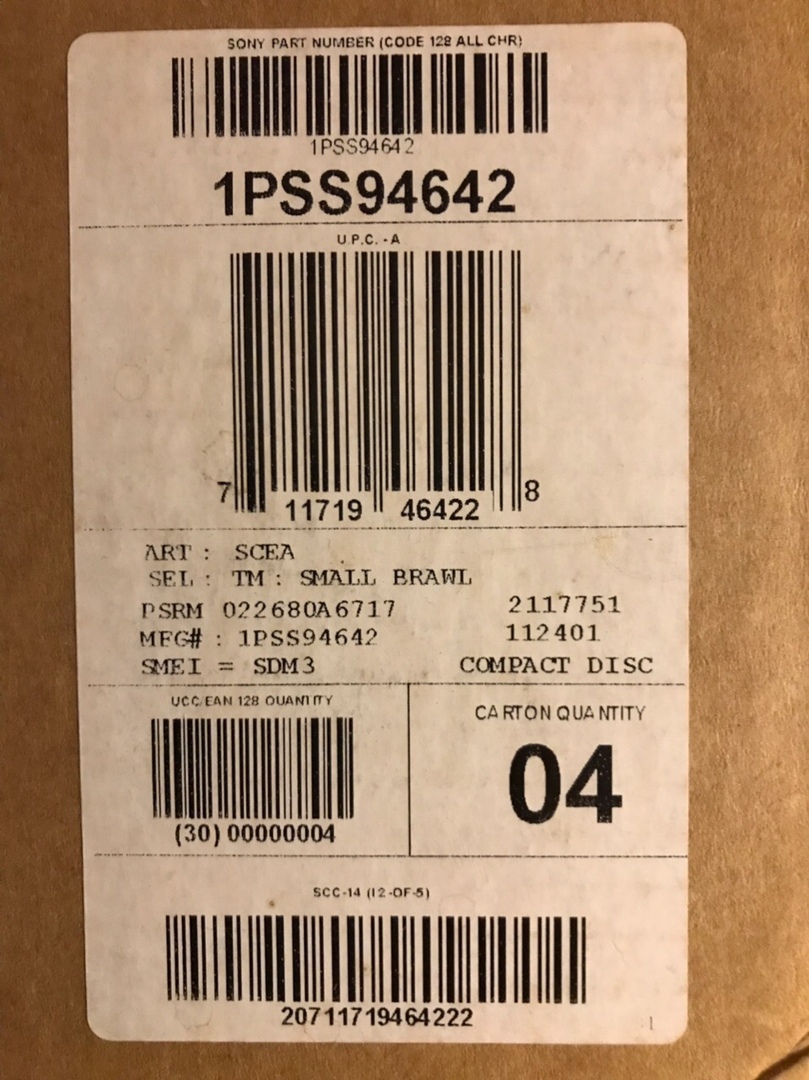 SONY PART NUMBER (CODE 128 ALL CHR)
1PSS94642
1PSS94642
U.P.C. - A
7 11719 46422 8
ART : SCEA
SEL : TM : SMALL BRAWL
PSRM 022680A6717 2117751
MFG# : 1PSS94642 112401
SMEI = SDM3 COMPACT DISC
UCC/EAN 128 QUANTITY
(30) 00000004
CARTON QUANTITY
04
SCC-14 (I2-OF-5)
20711719464222
1